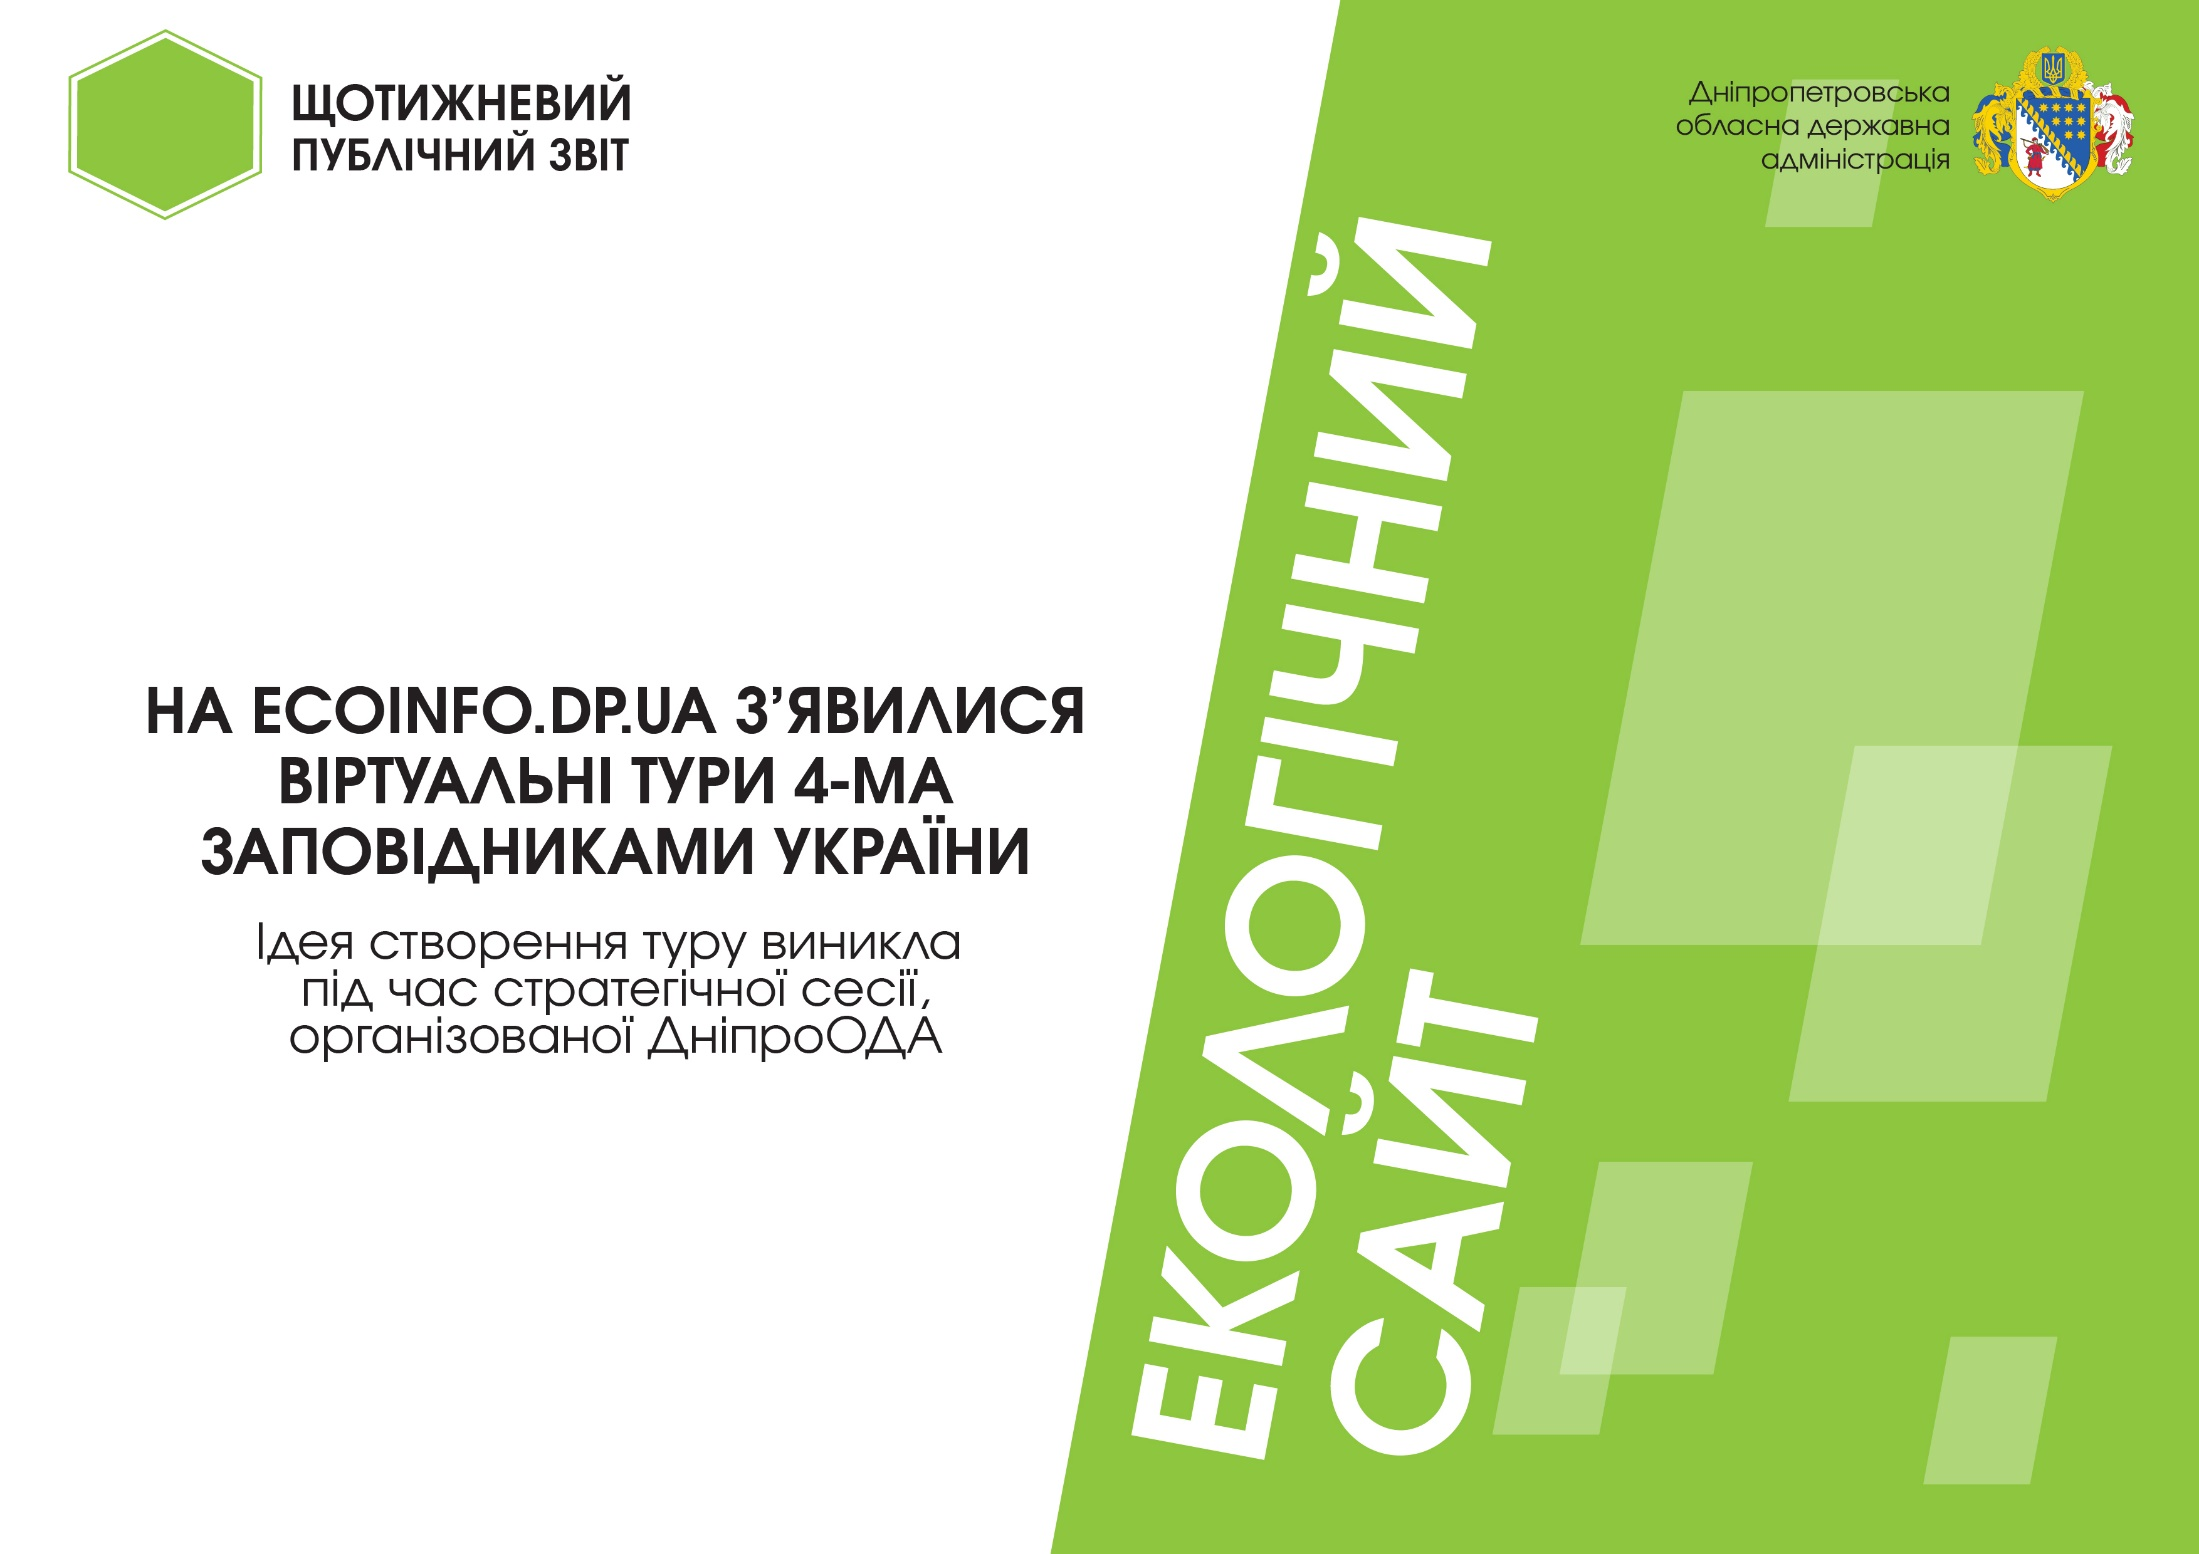 ЩОТИЖНЕВИЙ
ПУБЛІЧНИЙ ЗВІТ
Дніпропетровська
обласна державна
адміністрація
НА ECOINFO.DP.UA З’ЯВИЛИСЯ
ВІРТУАЛЬНІ ТУРИ 4-МА
ЗАПОВІДНИКАМИ УКРАЇНИ
Ідея створення туру виникла
під час стратегічної сесії,
організованої ДніпроОДА
ЕКОЛОГІЧНИЙ
САЙТ